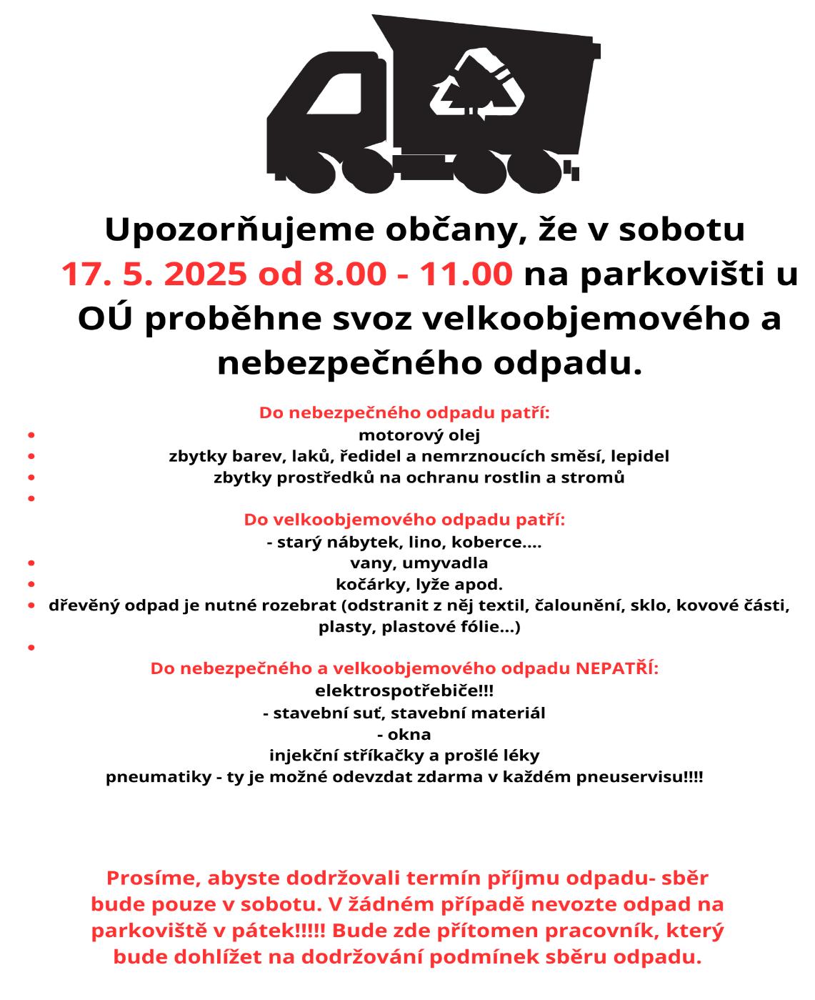 Upozorňujeme občany, že v sobotu
17. 5. 2025 od 8.00 - 11.00 na parkovišti u
OÚ proběhne svoz velkoobjemového a
nebezpečného odpadu.
Do nebezpečného odpadu patří:
• motorový olej
• zbytky barev, laků, ředidel a nemrznoucích směsí, lepidel
• zbytky prostředků na ochranu rostlin a stromů
•
Do velkoobjemového odpadu patří:
- starý nábytek, lino, koberce....
• vany, umyvadla
• kočárky, lyže apod.
• dřevěný odpad je nutné rozebrat (odstranit z něj textil, čalounění, sklo, kovové části,
plasty, plastové fólie...)
•
Do nebezpečného a velkoobjemového odpadu NEPATŘÍ:
elektrospotřebiče!!!
- stavební suť, stavební materiál
- okna
injekční stříkačky a prošlé léky
pneumatiky - ty je možné odevzdat zdarma v každém pneuservisu!!!!
Prosíme, abyste dodržovali termín příjmu odpadu- sběr
bude pouze v sobotu. V žádném případě nevozte odpad na
parkoviště v pátek!!!!! Bude zde přítomen pracovník, který
bude dohlížet na dodržování podmínek sběru odpadu.